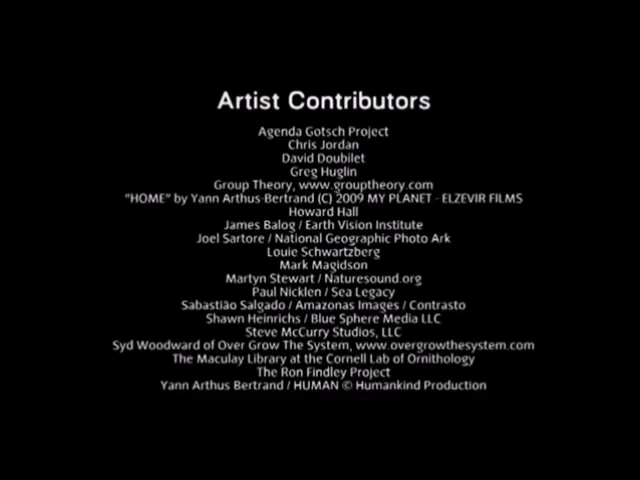 Artist Contributors
Agenda Gotsch Project
Chris Jordan
David Doubilet
Greg Huglin
Group Theory, www.grouptheory.com
"HOME" by Yann Arthus-Bertrand (C) 2009 MY PLANET - ELZEVIR FILMS
Howard Hall
James Balog / Earth Vision Institute
Joel Sartore / National Geographic Photo Ark
Louie Schwartzberg
Mark Magidson
Martyn Stewart / Naturesound.org
Paul Nicklen / Sea Legacy
Sabastião Salgado / Amazonas Images / Contrasto
Shawn Heinrichs / Blue Sphere Media LLC
Steve McCurry Studios, LLC
Syd Woodward of Over Grow The System, www.overgrowthesystem.com
The Maculay Library at the Cornell Lab of Ornithology
The Ron Findley Project
Yann Arthus Bertrand / HUMAN © Humankind Production